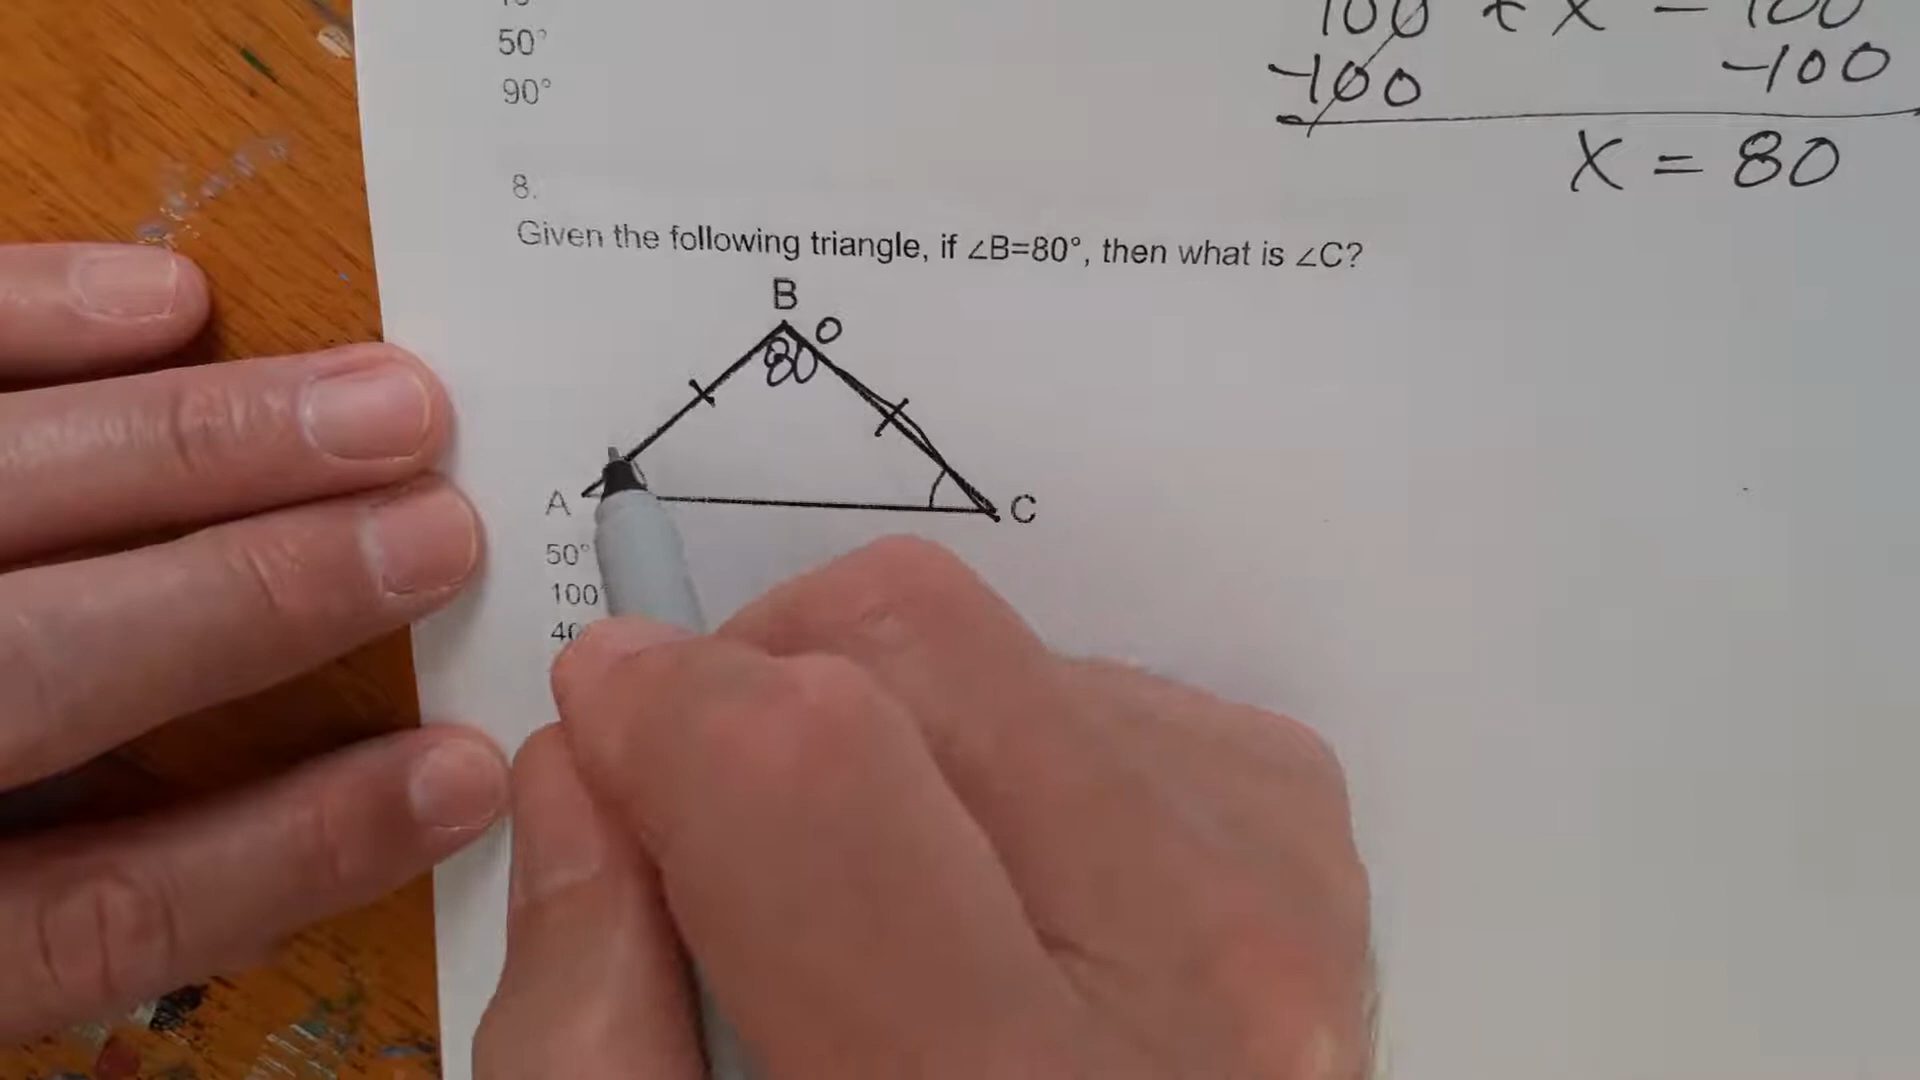 50°
90°
100 + x = 180
-100 -100
x = 80
8.
Given the following triangle, if ∠B=80°, then what is ∠C?
B
80°
A
C
50°
100°